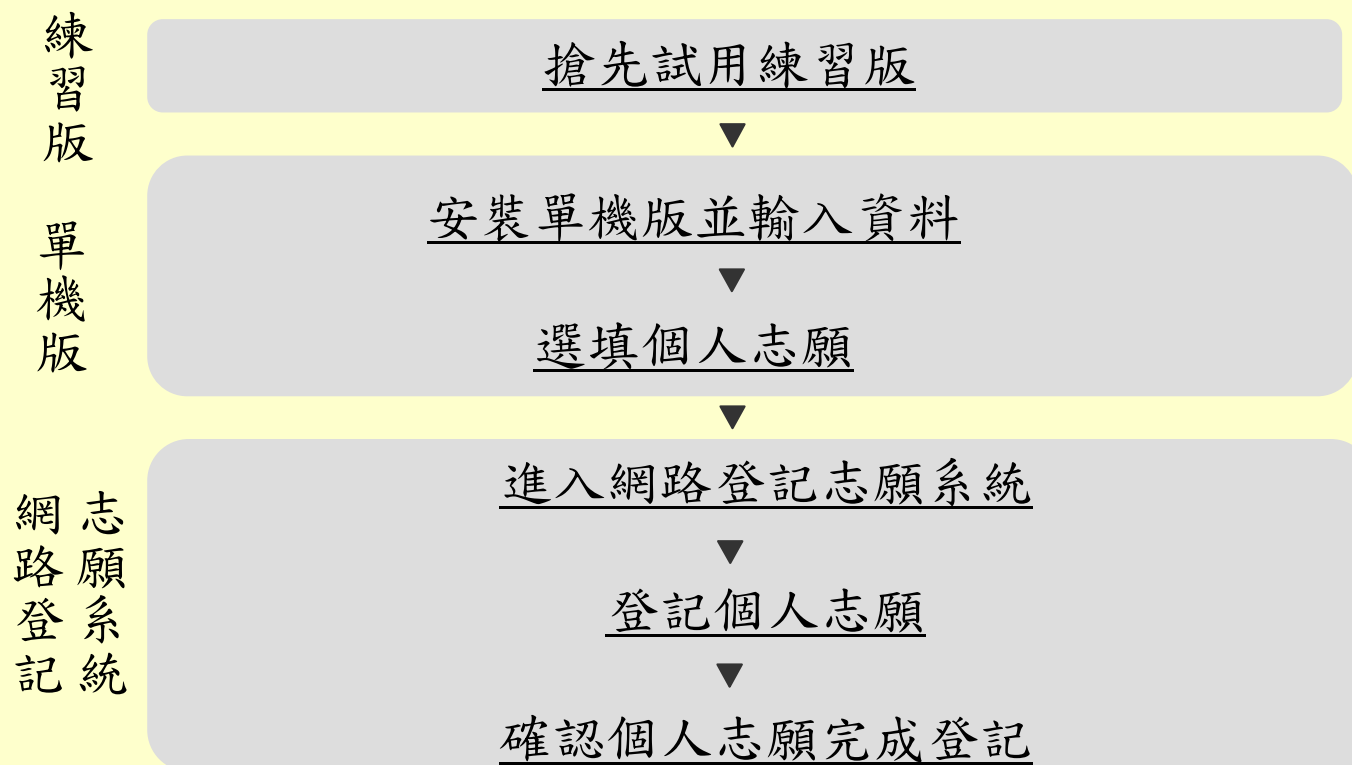 練習版
搶先試用練習版
單機版
安裝單機版並輸入資料
選填個人志願
網路登記
志願系統
進入網路登記志願系統
登記個人志願
確認個人志願完成登記